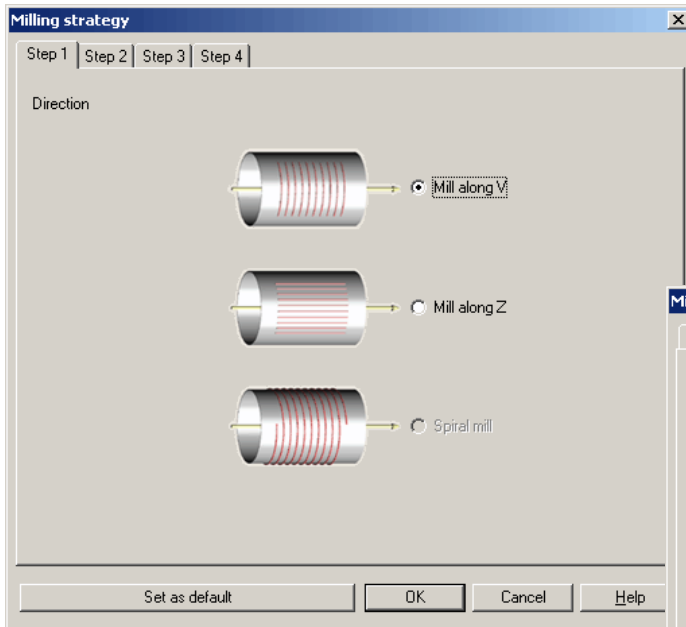 Milling strategy
Step 1 Step 2 Step 3 Step 4
Direction
Mill along V
Mill along Z
Mi
Spiral mill
Set as default OK Cancel Help